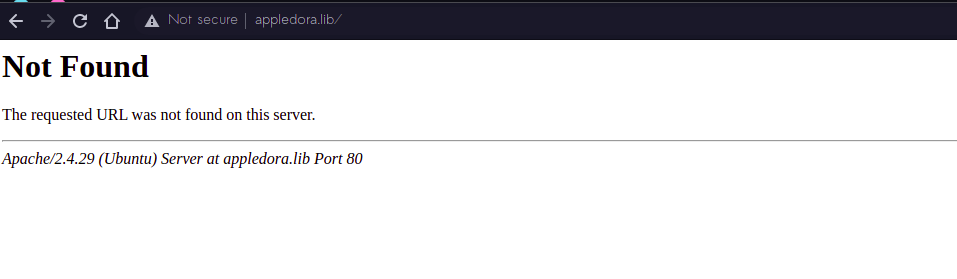 Not secure | appledora.lib/
Not Found
The requested URL was not found on this server.
Apache/2.4.29 (Ubuntu) Server at appledora.lib Port 80